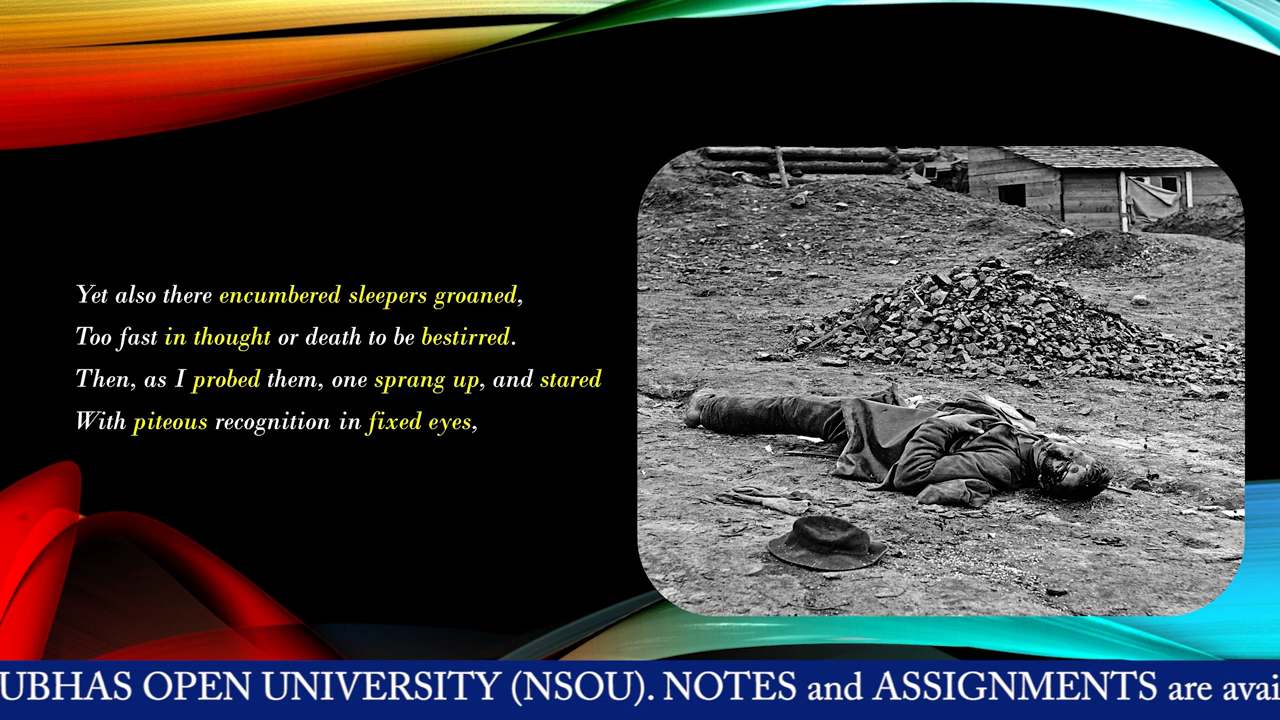 Yet also there encumbered sleepers groaned,
Too fast in thought or death to be bestirred.
Then, as I probed them, one sprang up, and stared
With piteous recognition in fixed eyes,
UBHAS OPEN UNIVERSITY (NSOU). NOTES and ASSIGNMENTS are avai